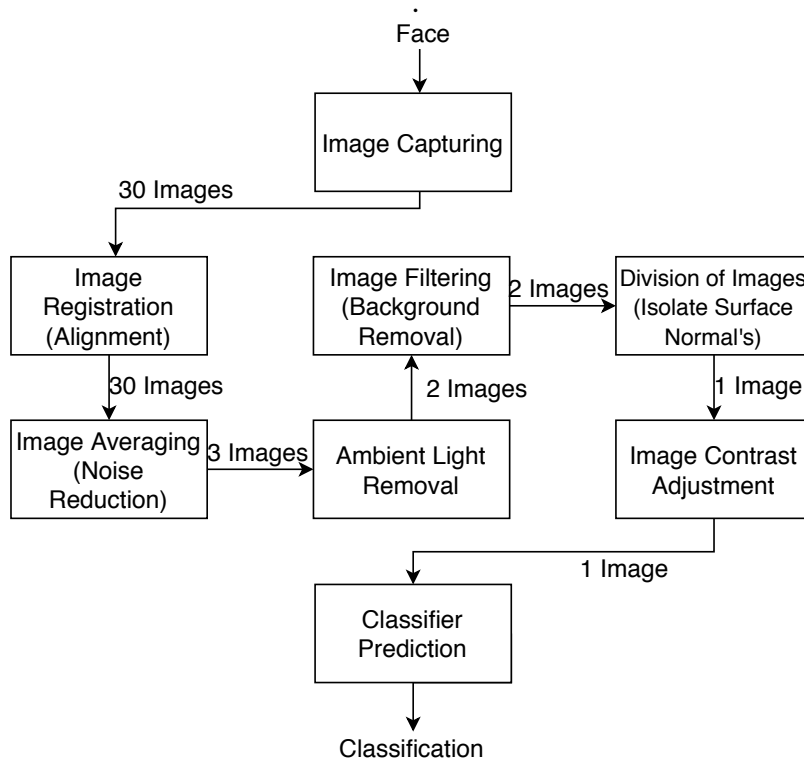 Face
Image Capturing
30 Images
Image
Registration
(Alignment)
30 Images
Image Averaging
(Noise
Reduction)
3 Images
Ambient Light
Removal
2 Images
Image Filtering
(Background
Removal)
2 Images
Division of Images
(Isolate Surface
Normal's)
1 Image
Image Contrast
Adjustment
1 Image
Classifier
Prediction
Classification